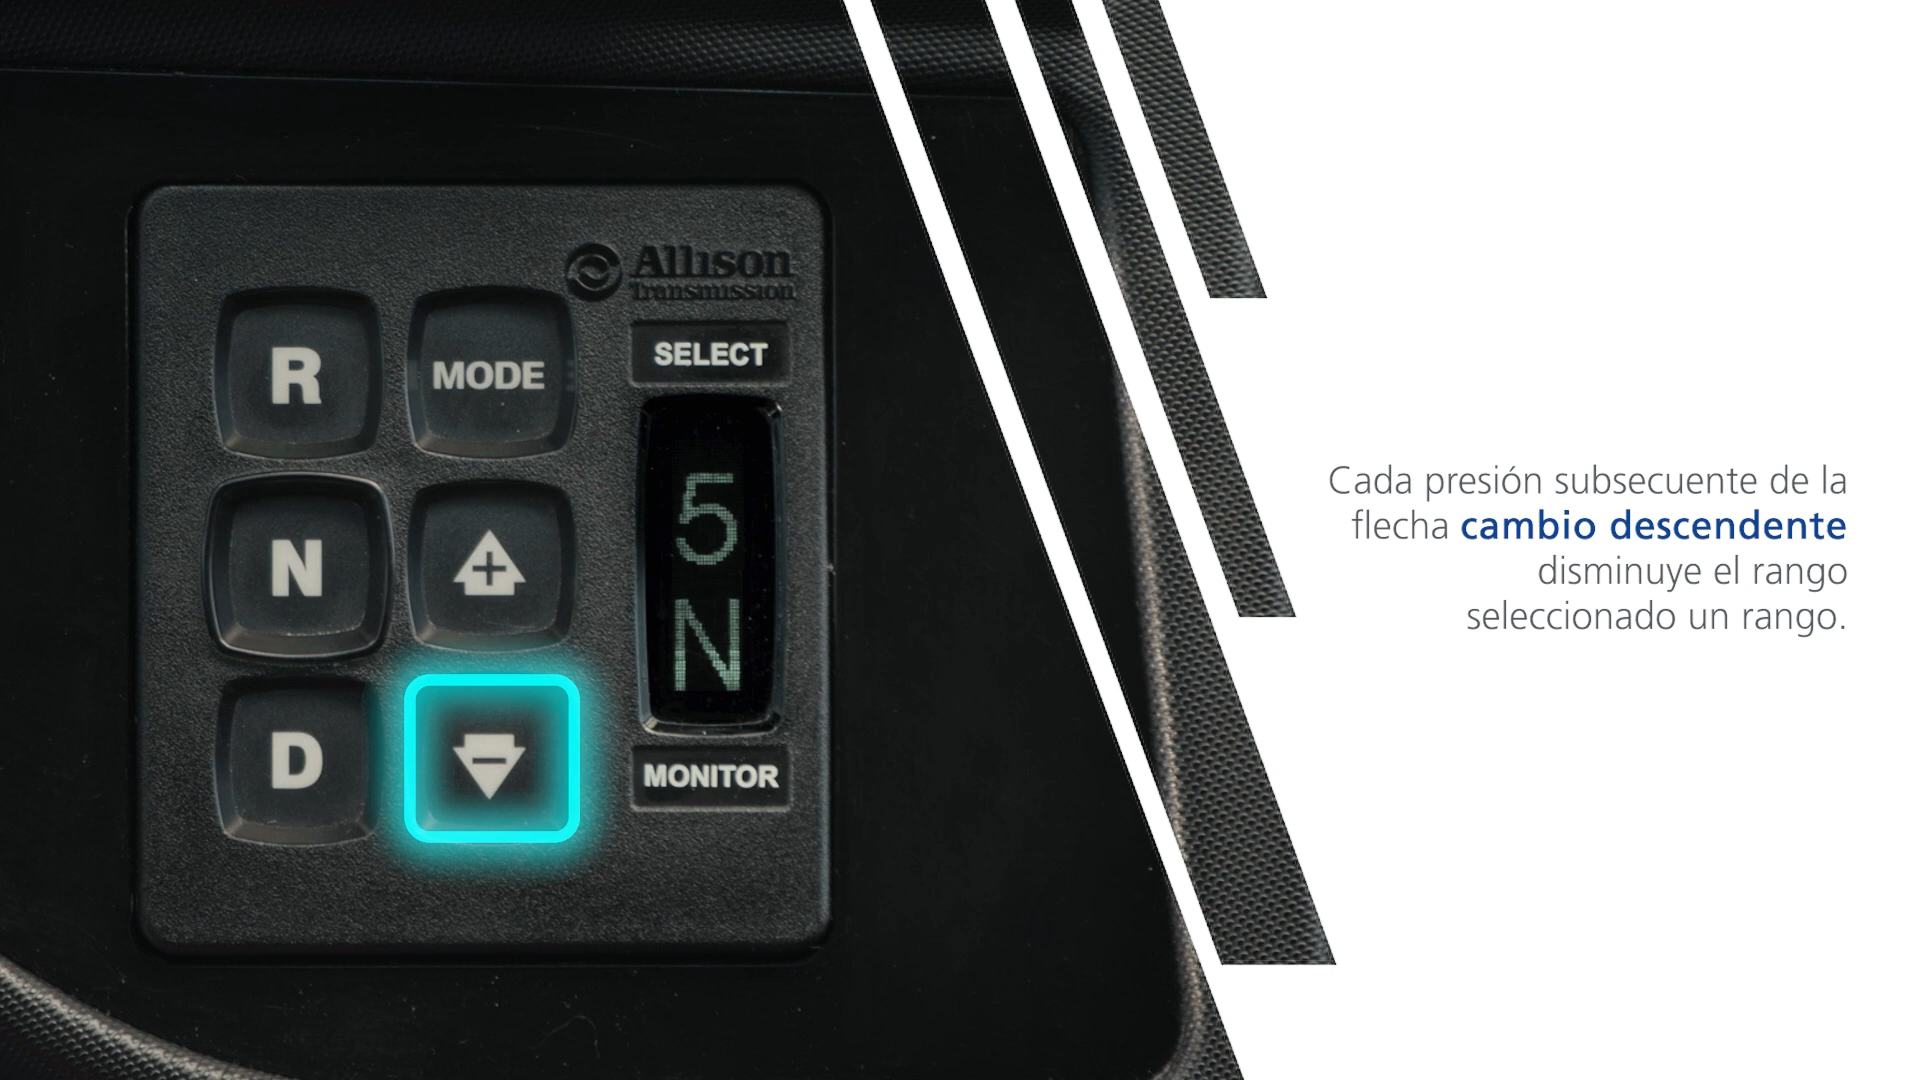 Allison
Transmission
R
MODE
SELECT
5
N
+
N
D
-
MONITOR
Cada presión subsecuente de la
flecha cambio descendente
disminuye el rango
seleccionado un rango.